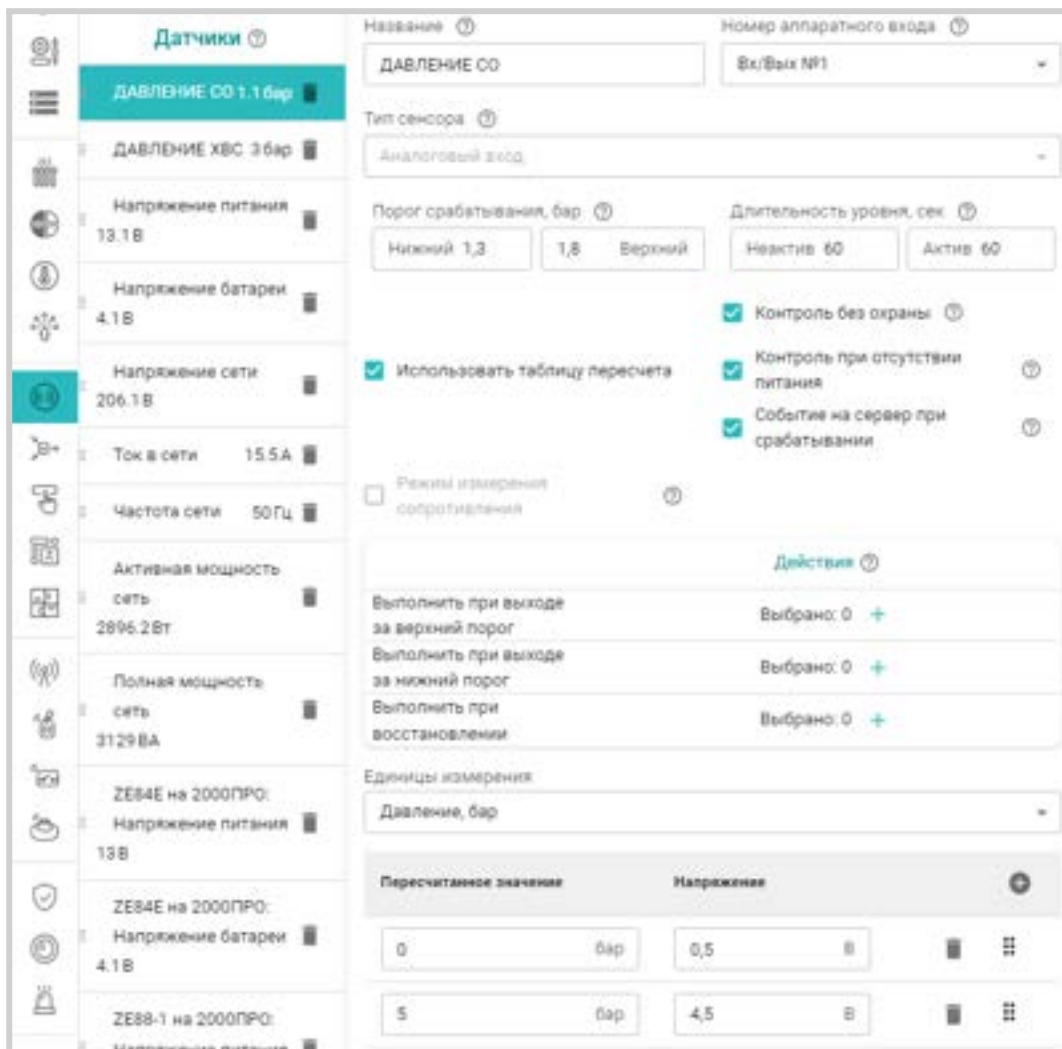 Датчики
ДАВЛЕНИЕ СО 1.1 бар
ДАВЛЕНИЕ ХВС 3 бар
Напряжение питания
13.1 В
Напряжение батареи
4.1 В
Напряжение сети
206.1 В
Ток в сети 15.5 А
Частота сети 50 Гц
Активная мощность
сеть
2896.2 Вт
Полная мощность
сеть
3129 ВА
ZE84E на 2000ПРО:
Напряжение питания
13 В
ZE84E на 2000ПРО:
Напряжение батареи
4.1 В
ZE88-1 на 2000ПРО:
Напряжение питания
Название
ДАВЛЕНИЕ СО
Номер аппаратного входа
Вх/Вых №1
Тип сенсора
Аналоговый вход
Порог срабатывания, бар
Нижний 1,3
1,8 Верхний
Длительность уровня, сек
Неактив 60
Актив 60
Контроль без охраны
Использовать таблицу пересчета
Контроль при отсутствии
питания
Событие на сервер при
срабатывании
Режим измерения
сопротивления
Действия
Выполнить при выходе
за верхний порог
Выбрано: 0 +
Выполнить при выходе
за нижний порог
Выбрано: 0 +
Выполнить при
восстановлении
Выбрано: 0 +
Единицы измерения
Давление, бар
Пересчитанное значение Напряжение
0 бар 0,5 В
5 бар 4,5 В